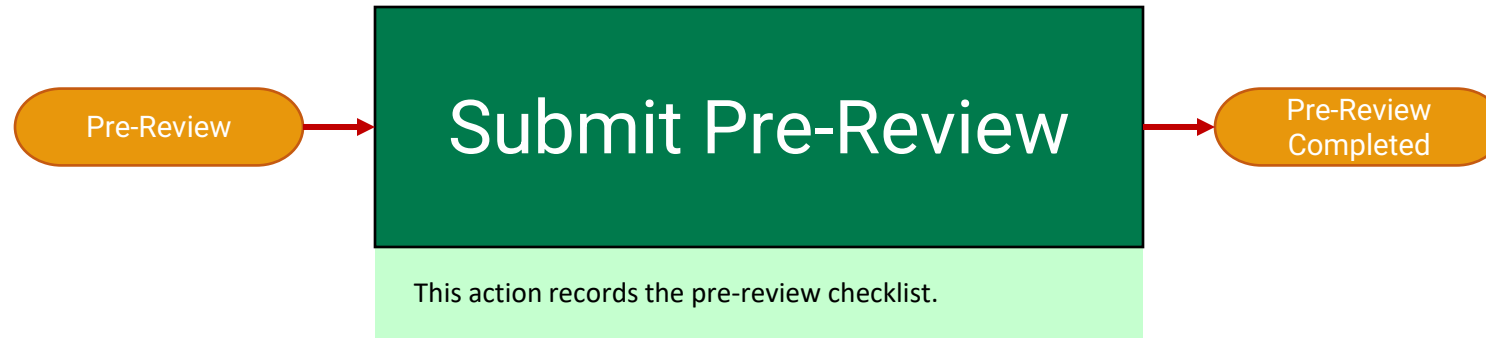 Pre-Review
Submit Pre-Review
Pre-Review
Completed
This action records the pre-review checklist.